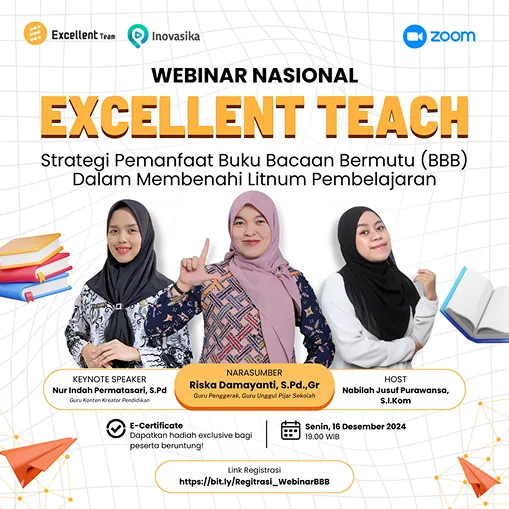 Excellent Team
Inovasika
zoom
WEBINAR NASIONAL
EXCELLENT TEACH
Strategi Pemanfaat Buku Bacaan Bermutu (BBB)
Dalam Membenahi Litnum Pembelajaran
KEYNOTE SPEAKER
Nur Indah Permatasari, S.Pd
Guru Konten Kreator Pendidikan
NARASUMBER
Riska Damayanti, S.Pd.,Gr
Guru Penggerak, Guru Unggul Pijar Sekolah
HOST
Nabilah Jusuf Purawansa,
S.I.Kom
E-Certificate
Dapatkan hadiah exclusive bagi
peserta beruntung!
Senin, 16 Desember 2024
19.00 WIB
Link Registrasi
https://bit.ly/Regitrasi_WebinarBBB